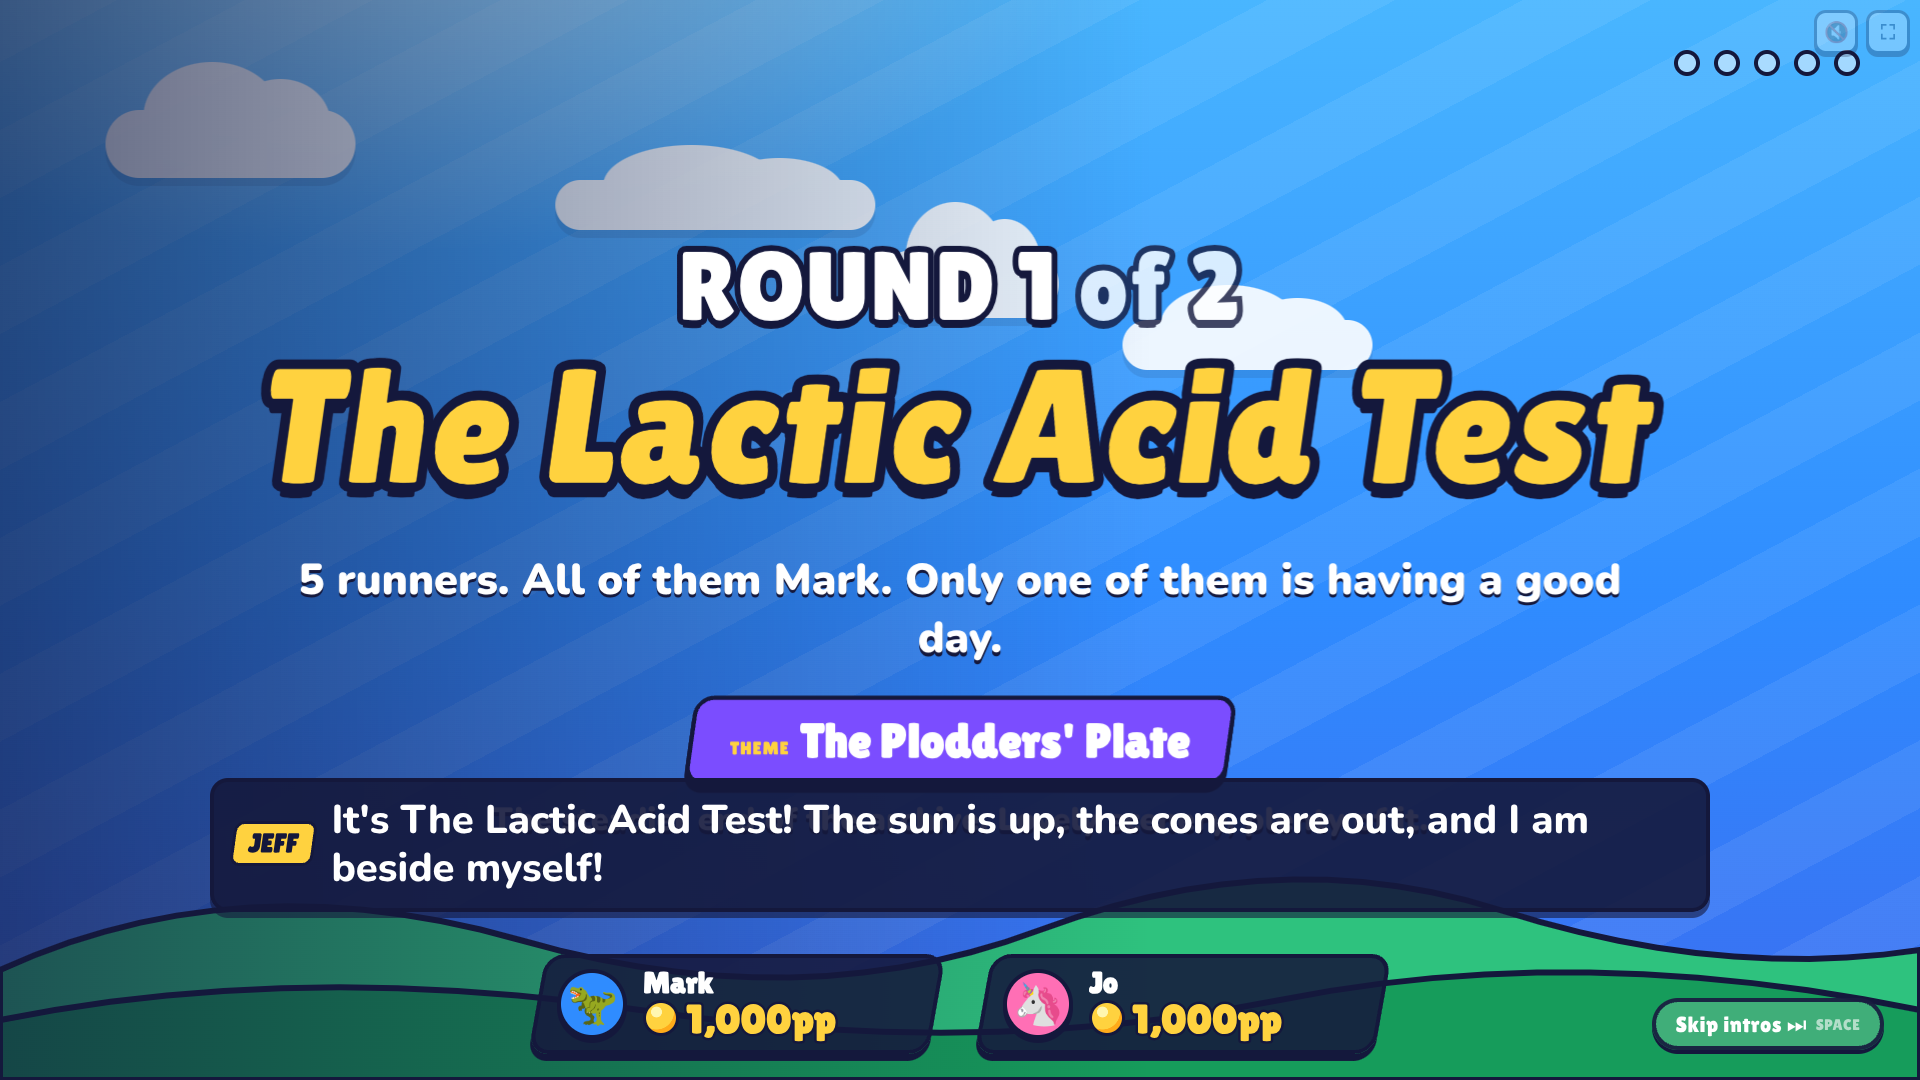 ROUND 1 of 2
The Lactic Acid Test
5 runners. All of them Mark. Only one of them is having a good
day.
THEME The Plodders' Plate
JEFF
It's The Lactic Acid Test! The sun is up, the cones are out, and I am
beside myself!
Mark
1,000pp
Jo
1,000pp
Skip intros SPACE